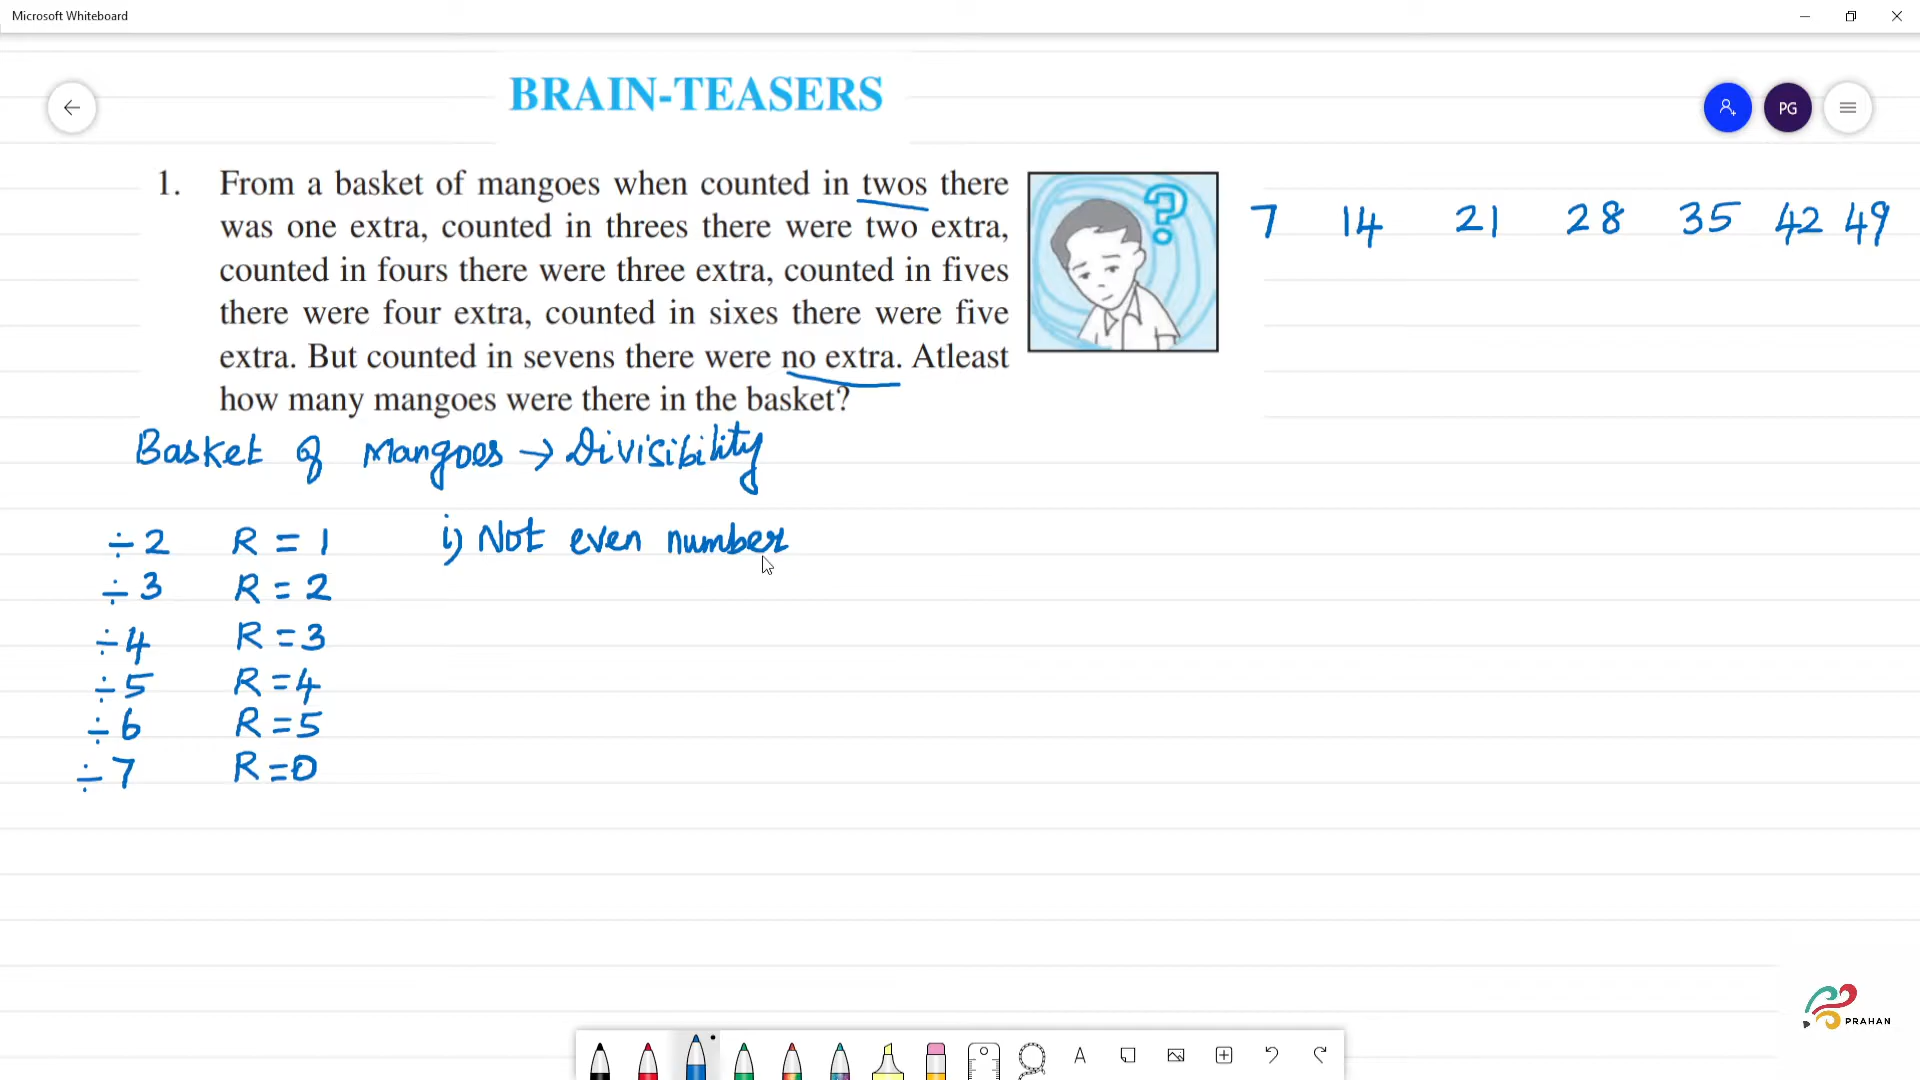 Microsoft Whiteboard
BRAIN-TEASERS
PG
1. From a basket of mangoes when counted in twos there
was one extra, counted in threes there were two extra,
counted in fours there were three extra, counted in fives
there were four extra, counted in sixes there were five
extra. But counted in sevens there were no extra. Atleast
how many mangoes were there in the basket?
?
7 14 21 28 35 42 49
Basket of Mangoes → Divisibility
÷2 R = 1 i) Not even number
÷3 R = 2
÷4 R = 3
÷5 R = 4
÷6 R = 5
÷7 R = 0
PRAHAN
A